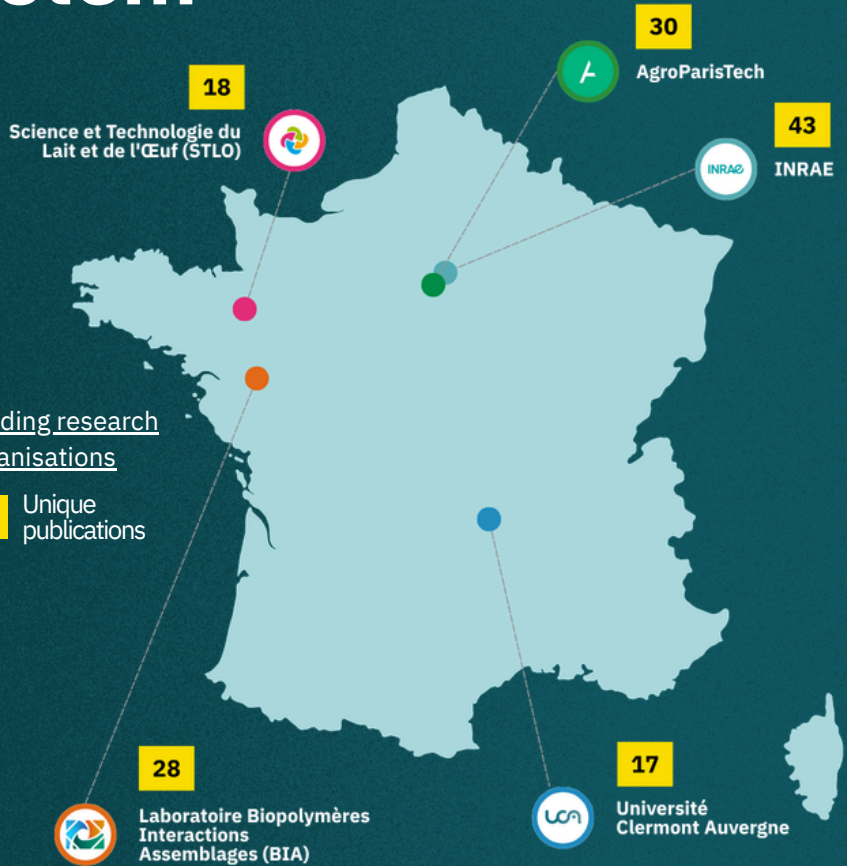 30
AgroParisTech
18
Science et Technologie du
Lait et de l'Œuf (STLO)
43
INRAE
INRAE
ding research
anisations
Unique
publications
28
Laboratoire Biopolymères
Interactions
Assemblages (BIA)
17
UCA
Université
Clermont Auvergne